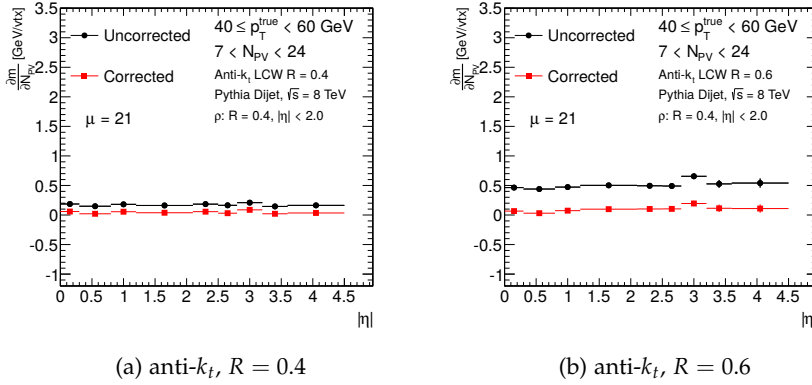 3.5
3
2.5
2
1.5
1
0.5
0
-0.5
-1
∂m/∂N_PV [GeV/vtx]
Uncorrected
Corrected
μ = 21
40 ≤ p_T^true < 60 GeV
7 < N_PV < 24
Anti-k_t LCW R = 0.4
Pythia Dijet, √s = 8 TeV
ρ: R = 0.4, |η| < 2.0
0 0.5 1 1.5 2 2.5 3 3.5 4 4.5
|η|
(a) anti-k_t, R = 0.4
3.5
3
2.5
2
1.5
1
0.5
0
-0.5
-1
∂m/∂N_PV [GeV/vtx]
Uncorrected
Corrected
μ = 21
40 ≤ p_T^true < 60 GeV
7 < N_PV < 24
Anti-k_t LCW R = 0.6
Pythia Dijet, √s = 8 TeV
ρ: R = 0.4, |η| < 2.0
0 0.5 1 1.5 2 2.5 3 3.5 4 4.5
|η|
(b) anti-k_t, R = 0.6